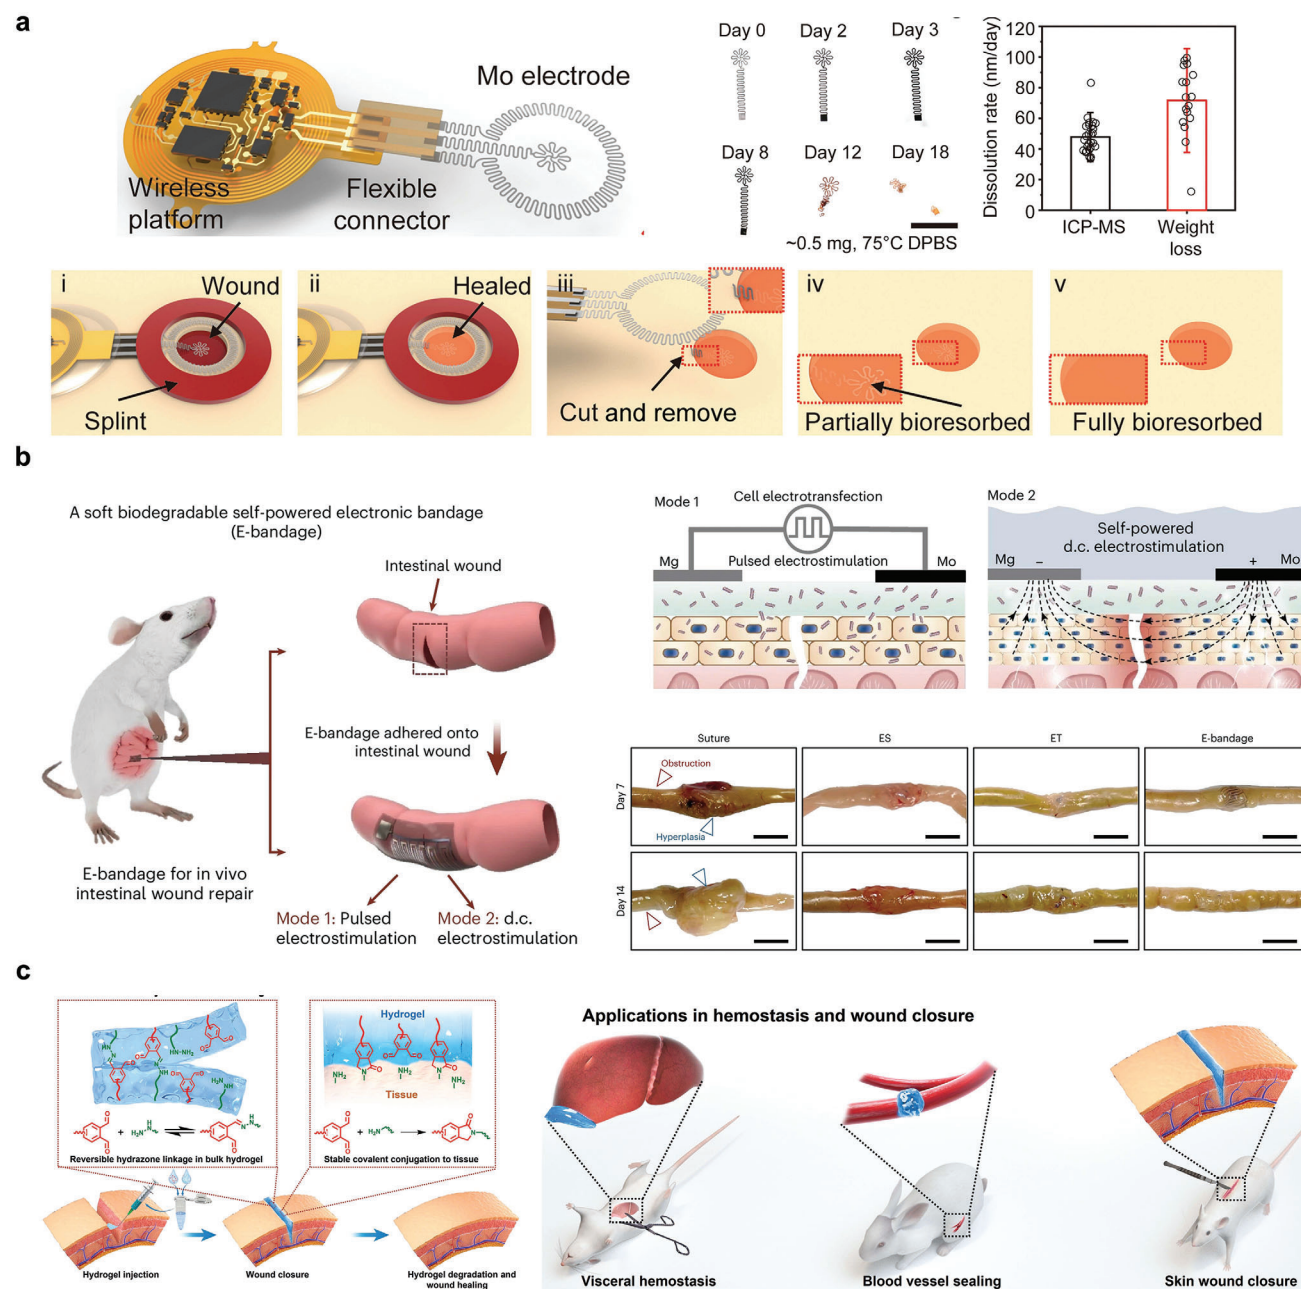 a
Mo electrode
Wireless
platform
Flexible
connector
Day 0
Day 2
Day 3
Day 8
Day 12
Day 18
~0.5 mg, 75°C DPBS
Dissolution rate (nm/day)
120
100
80
60
40
20
0
ICP-MS
Weight
loss
i
Wound
Splint
ii
Healed
iii
Cut and remove
iv
Partially bioresorbed
v
Fully bioresorbed
b
A soft biodegradable self-powered electronic bandage
(E-bandage)
Intestinal wound
E-bandage adhered onto
intestinal wound
E-bandage for in vivo
intestinal wound repair
Mode 1: Pulsed
electrostimulation
Mode 2: d.c.
electrostimulation
Mode 1
Cell electrotransfection
Pulsed electrostimulation
Mg
Mo
Mode 2
Self-powered
d.c. electrostimulation
Mg
−
+
Mo
Suture
ES
ET
E-bandage
Day 7
Obstruction
Hyperplasia
Day 14
c
Hydrogel
Tissue
NH₂
NH₂
NH₂
Reversible hydrazone linkage in bulk hydrogel
Stable covalent conjugation to tissue
Hydrogel injection
Wound closure
Hydrogel degradation and
wound healing
Applications in hemostasis and wound closure
Visceral hemostasis
Blood vessel sealing
Skin wound closure